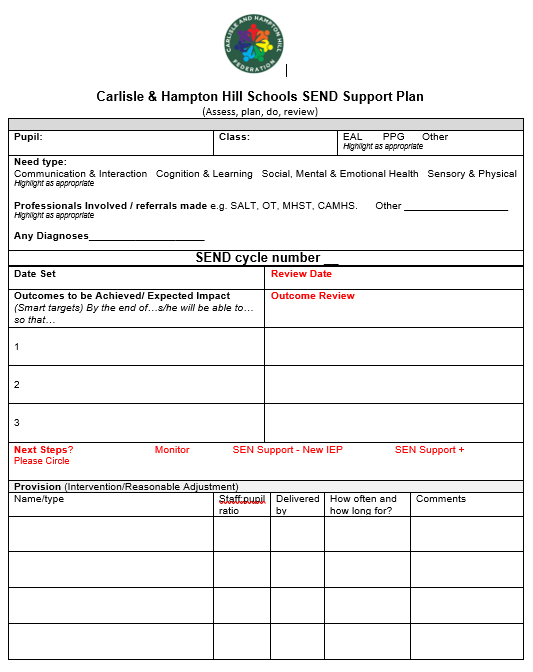 CARLISLE AND HAMPTON HILL
FEDERATION
Carlisle & Hampton Hill Schools SEND Support Plan
(Assess, plan, do, review)
Pupil:
Class:
EAL PPG Other
Highlight as appropriate
Need type:
Communication & Interaction Cognition & Learning Social, Mental & Emotional Health Sensory & Physical
Highlight as appropriate
Professionals Involved / referrals made e.g. SALT, OT, MHST, CAMHS. Other ___________________
Highlight as appropriate
Any Diagnoses_____________________
SEND cycle number __
Date Set
Review Date
Outcomes to be Achieved/ Expected Impact
(Smart targets) By the end of…s/he will be able to…
so that…
Outcome Review
1
2
3
Next Steps? Monitor SEN Support - New IEP SEN Support +
Please Circle
Provision (Intervention/Reasonable Adjustment)
Name/type
Staff:pupil
ratio
Delivered
by
How often and
how long for?
Comments